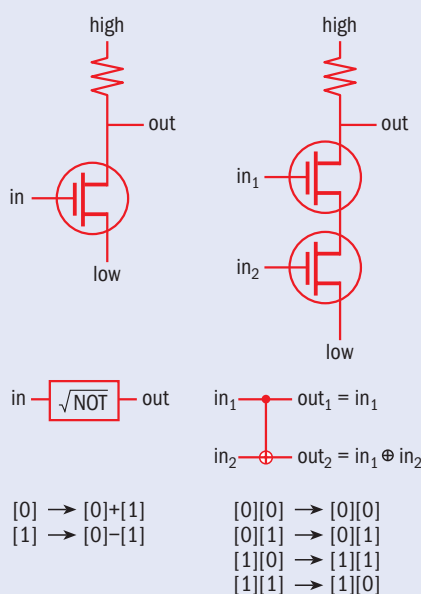 high high
out out
in in₁
in₂
low
low
in √NOT out in₁ out₁ = in₁
in₂ out₂ = in₁ ⊕ in₂
[0] → [0]+[1] [0][0] → [0][0]
[1] → [0]−[1] [0][1] → [0][1]
[1][0] → [1][1]
[1][1] → [1][0]